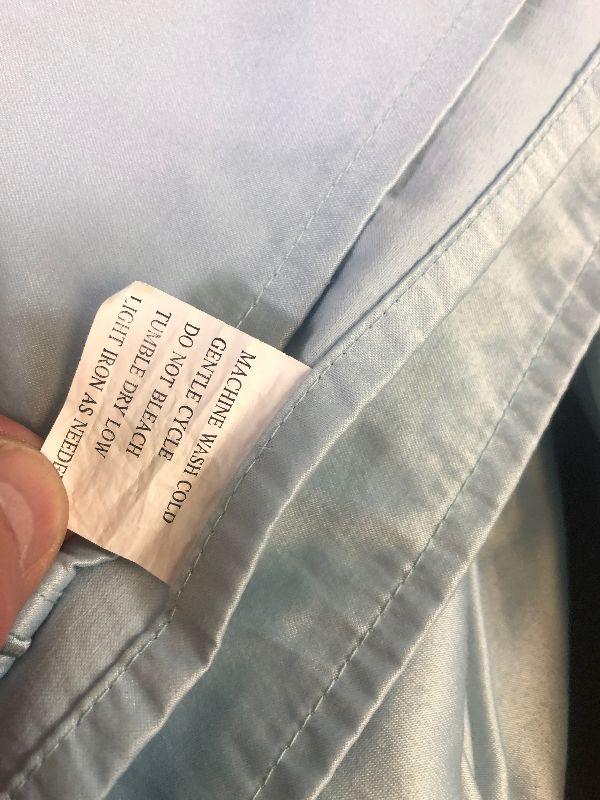 MACHINE WASH COLD
GENTLE CYCLE
DO NOT BLEACH
TUMBLE DRY LOW
LIGHT IRON AS NEEDE